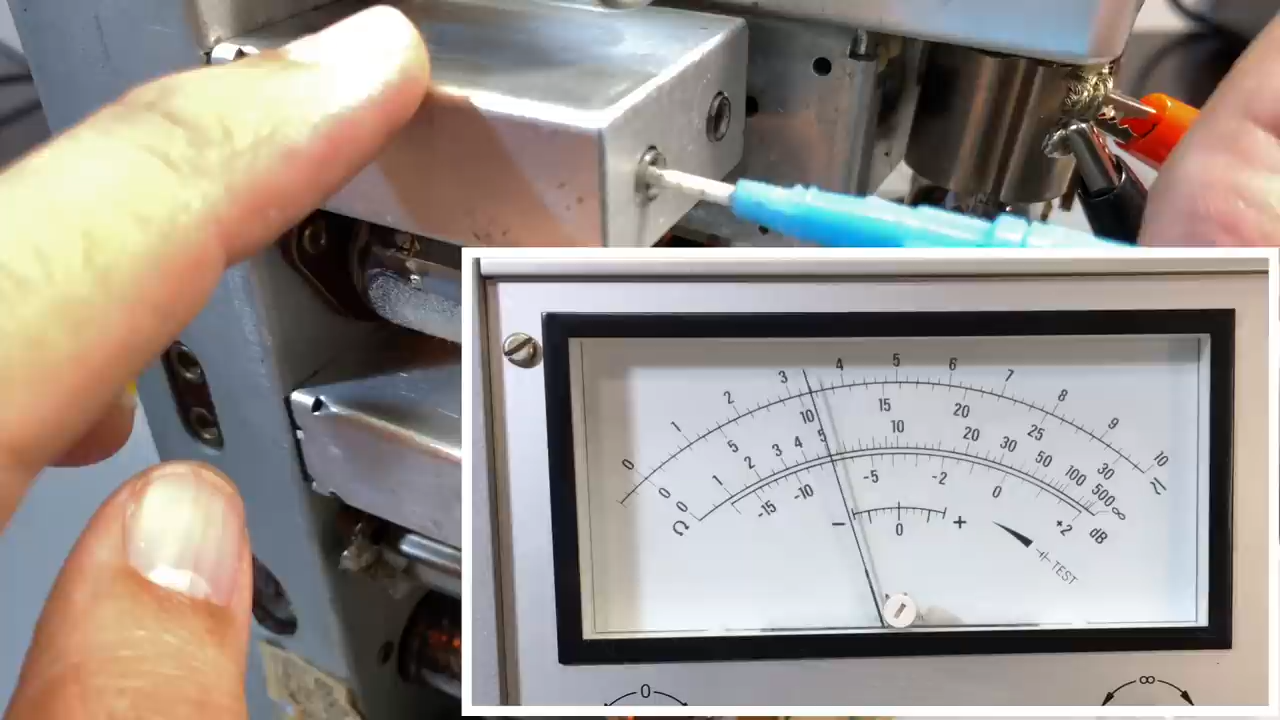 0 1 2 3 4 5 6 7 8 9 10
0 5 10 15 20 25 30
Ω 0 1 2 3 4 5 10 20 30 50 100 500 ∞
-15 -10 -5 -2 0 +2 dB
− 0 +
TEST
0 ∞